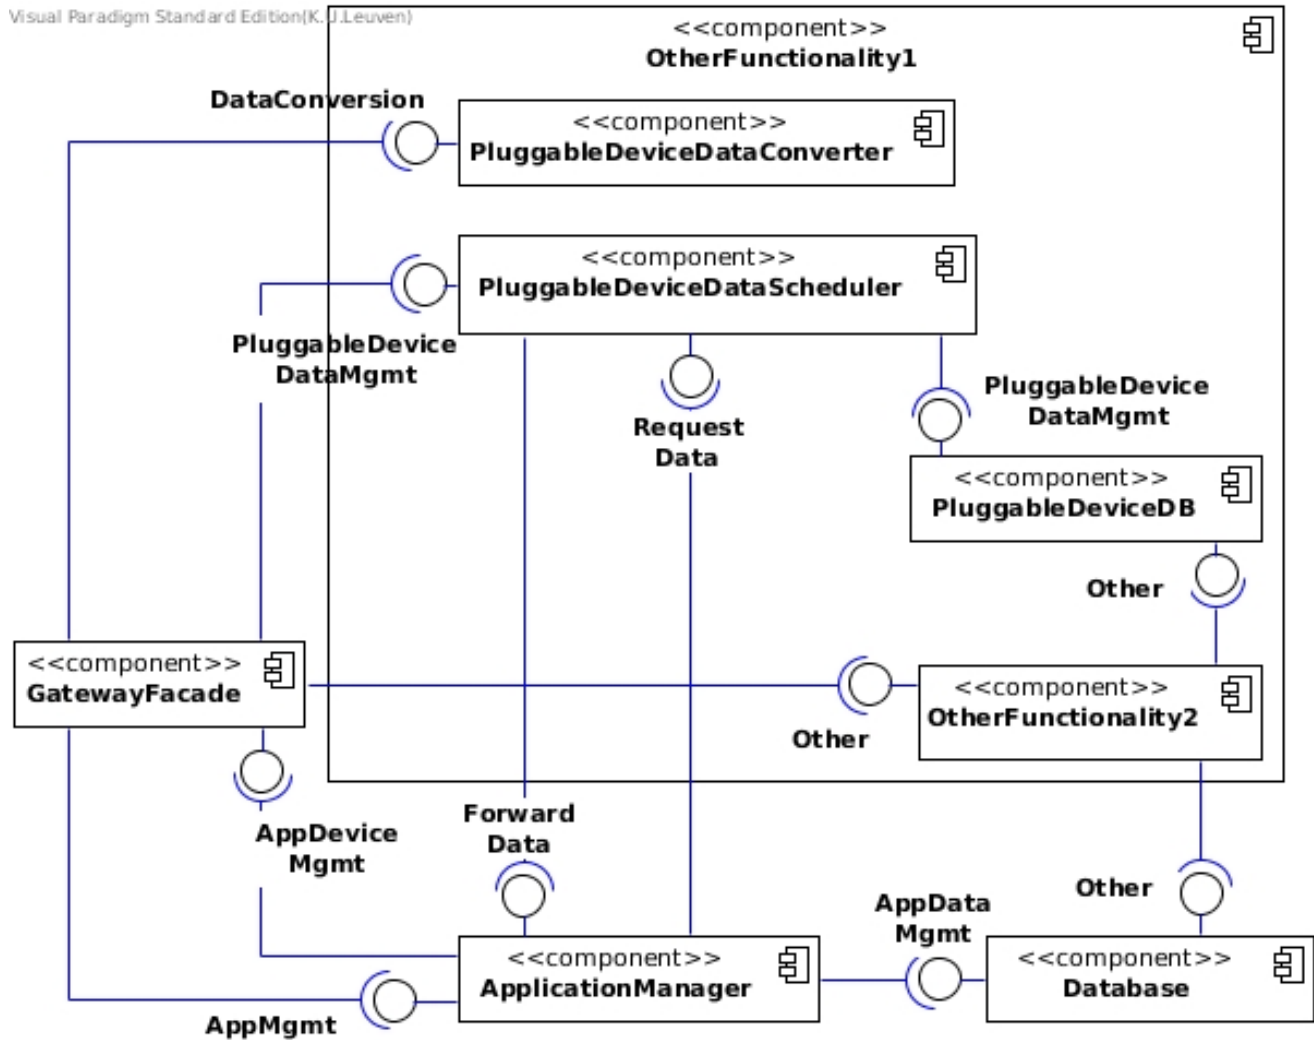 Visual Paradigm Standard Edition(K.U.Leuven)
<<component>>
OtherFunctionality1
DataConversion
<<component>>
PluggableDeviceDataConverter
<<component>>
PluggableDeviceDataScheduler
PluggableDevice
DataMgmt
Request
Data
PluggableDevice
DataMgmt
<<component>>
PluggableDeviceDB
Other
<<component>>
GatewayFacade
<<component>>
OtherFunctionality2
Other
AppDevice
Mgmt
Forward
Data
Other
AppData
Mgmt
<<component>>
ApplicationManager
<<component>>
Database
AppMgmt